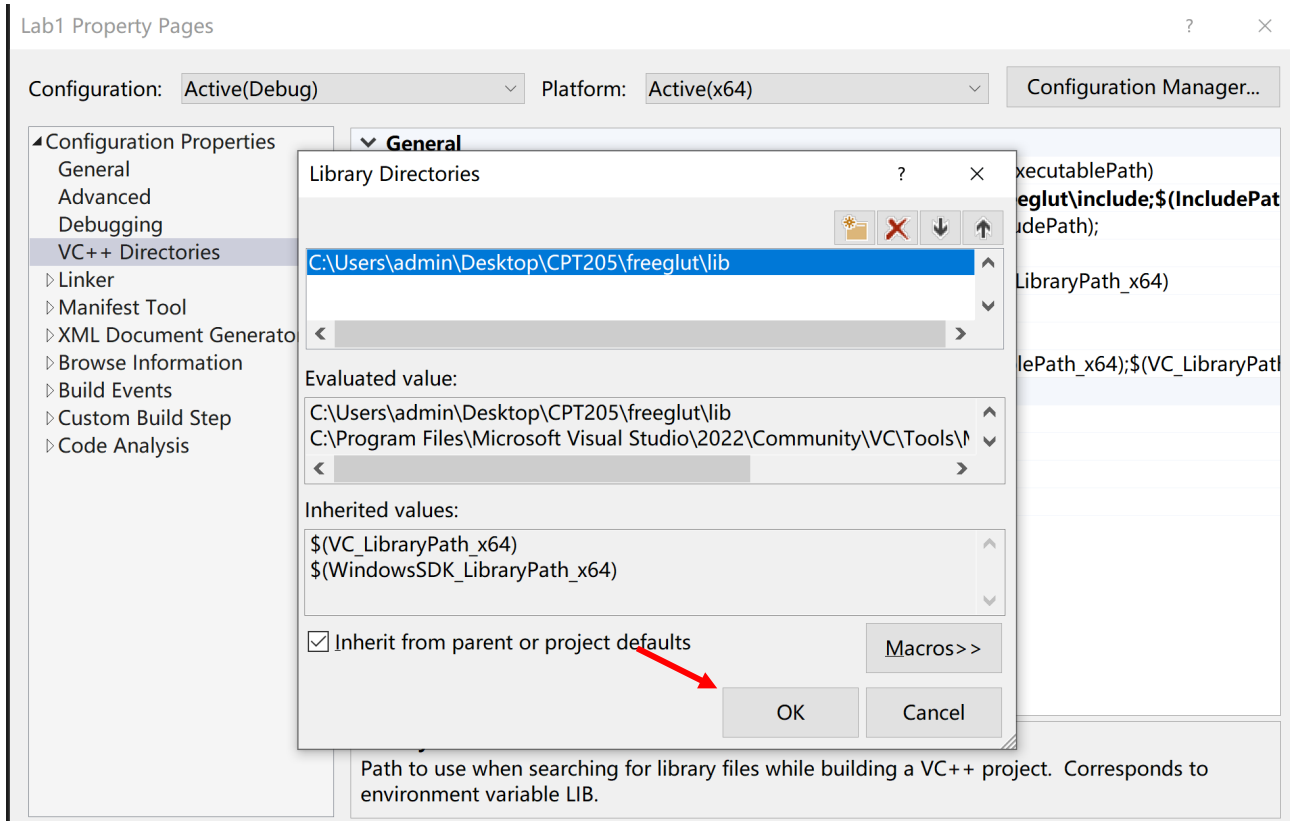 Lab1 Property Pages
?
Configuration: Active(Debug) Platform: Active(x64) Configuration Manager...
Configuration Properties
General
Advanced
Debugging
VC++ Directories
Linker
Manifest Tool
XML Document Generato
Browse Information
Build Events
Custom Build Step
Code Analysis
General
xecutablePath)
eglut\include;$(IncludePat
udePath);
LibraryPath_x64)
lePath_x64);$(VC_LibraryPath
Library Directories
?
C:\Users\admin\Desktop\CPT205\freeglut\lib
Evaluated value:
C:\Users\admin\Desktop\CPT205\freeglut\lib
C:\Program Files\Microsoft Visual Studio\2022\Community\VC\Tools\
Inherited values:
$(VC_LibraryPath_x64)
$(WindowsSDK_LibraryPath_x64)
Inherit from parent or project defaults
Macros>>
OK Cancel
Path to use when searching for library files while building a VC++ project. Corresponds to
environment variable LIB.